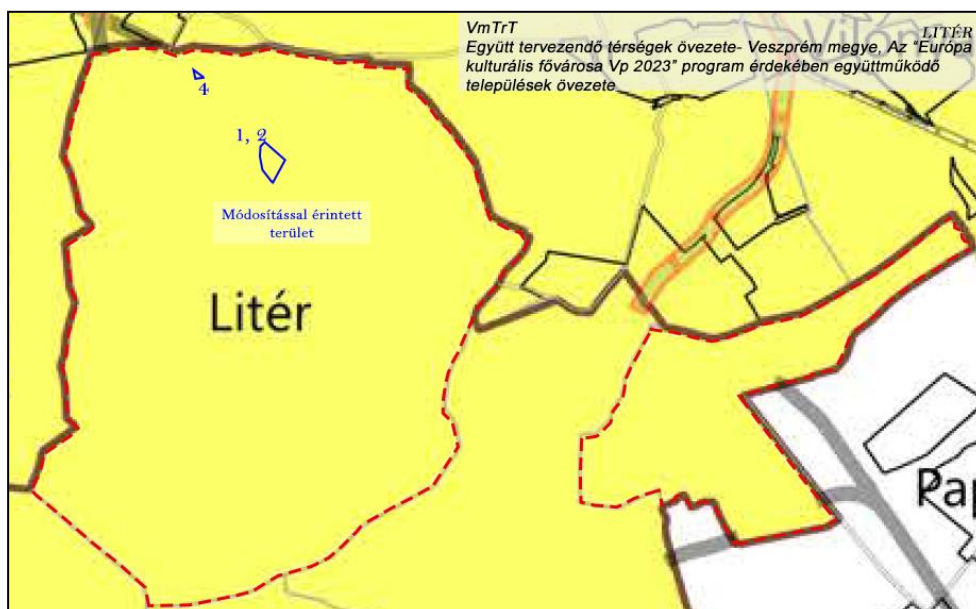 VmTrT
LITÉR
Együtt tervezendő térségek övezete- Veszprém megye, Az "Európa
kulturális fővárosa Vp 2023" program érdekében együttműködő
települések övezete
4
1, 2
Módosítással érintett
terület
Litér
Pap